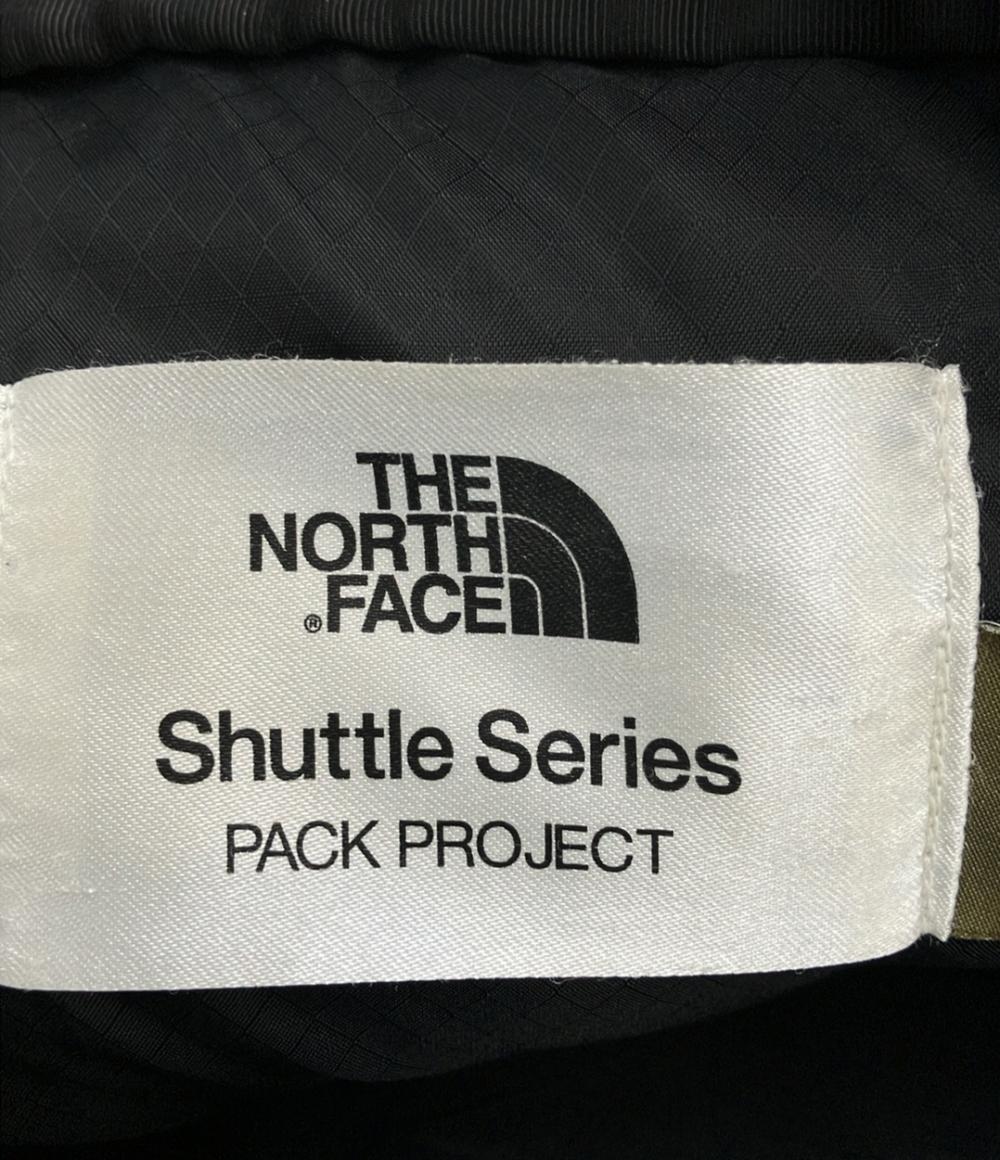 THE
NORTH
®FACE
Shuttle Series
PACK PROJECT